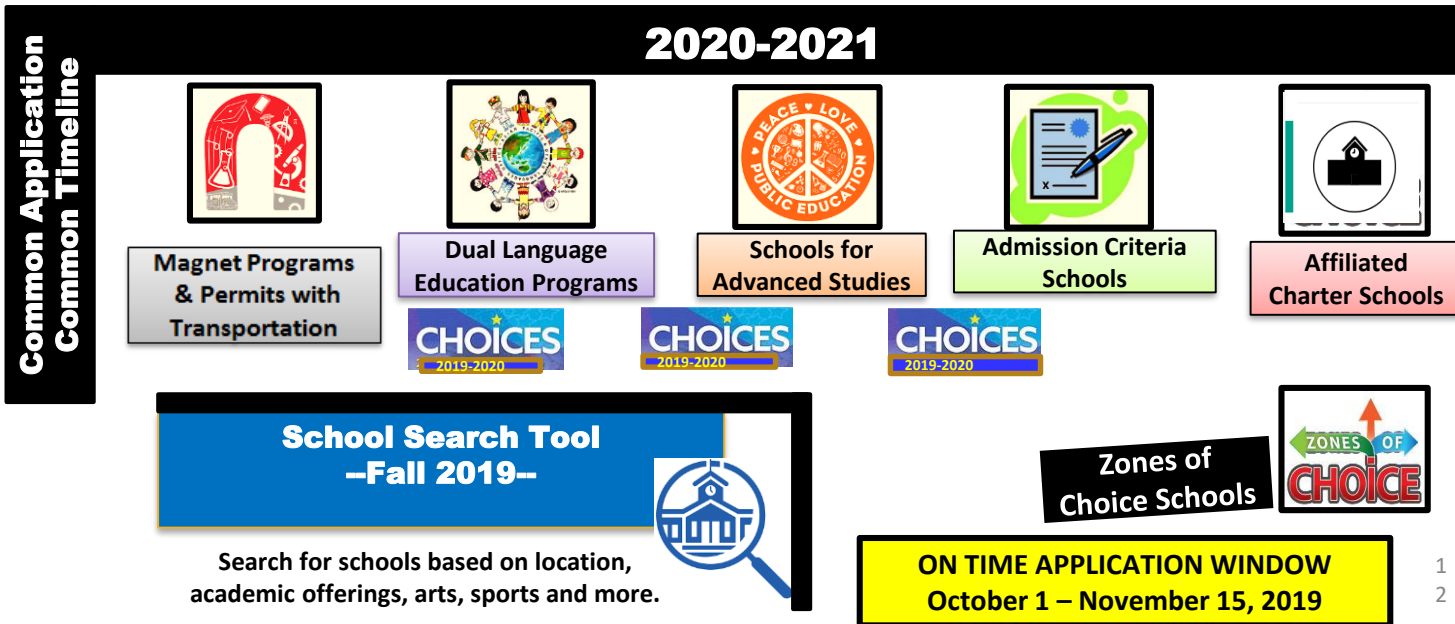 Common Application
Common Timeline
2020-2021
PEACE ♥ LOVE ♥
PUBLIC EDUCATION
x
Magnet Programs
& Permits with
Transportation
Dual Language
Education Programs
Schools for
Advanced Studies
Admission Criteria
Schools
Affiliated
Charter Schools
CHOICES
2019-2020
CHOICES
2019-2020
CHOICES
2019-2020
School Search Tool
--Fall 2019--
Search for schools based on location,
academic offerings, arts, sports and more.
Zones of
Choice Schools
ZONES OF
CHOICE
ON TIME APPLICATION WINDOW
October 1 – November 15, 2019
1
2